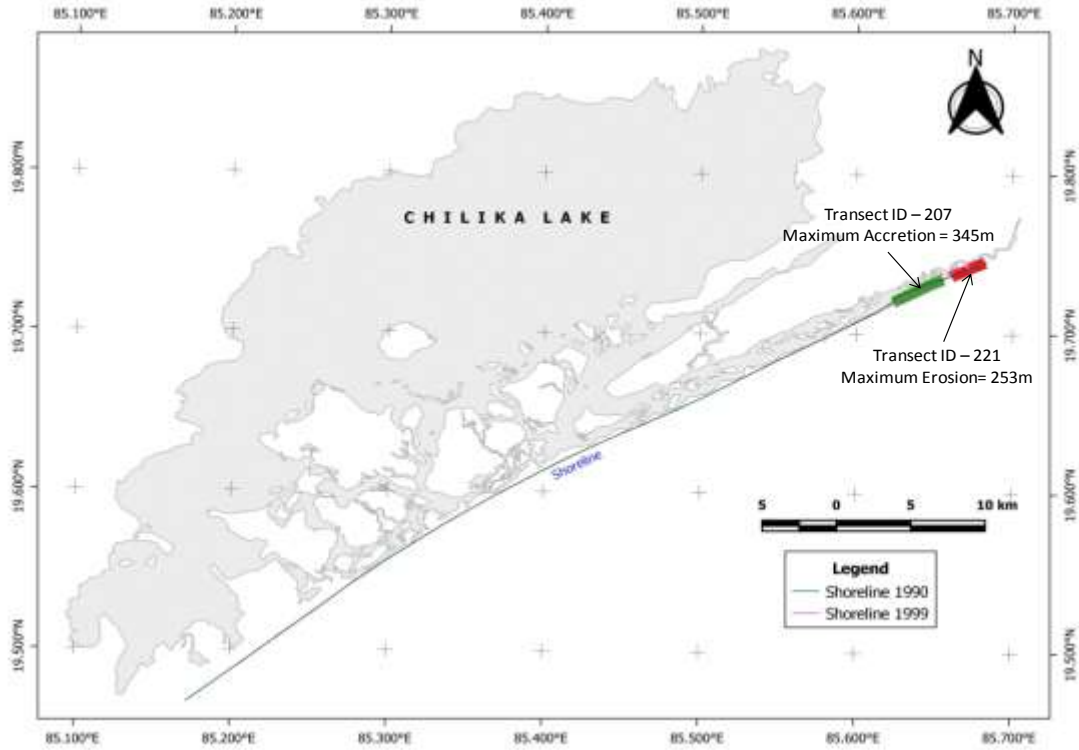 85.100°E 85.200°E 85.300°E 85.400°E 85.500°E 85.600°E 85.700°E
N
19.800°N
19.800°N
CHILIKA LAKE
Transect ID – 207
Maximum Accretion = 345m
19.700°N
19.700°N
Transect ID – 221
Maximum Erosion= 253m
Shoreline
19.600°N
19.600°N
5 0 5 10 km
Legend
Shoreline 1990
Shoreline 1999
19.500°N
19.500°N
85.100°E 85.200°E 85.300°E 85.400°E 85.500°E 85.600°E 85.700°E